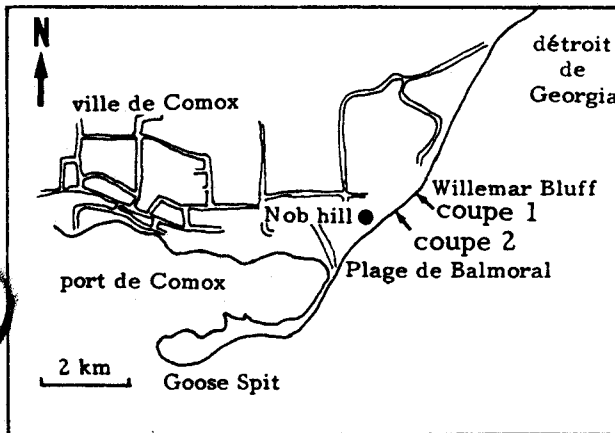 N
détroit
de
Georgia
ville de Comox
Willemar Bluff
coupe 1
Nob hill
coupe 2
Plage de Balmoral
port de Comox
2 km
Goose Spit